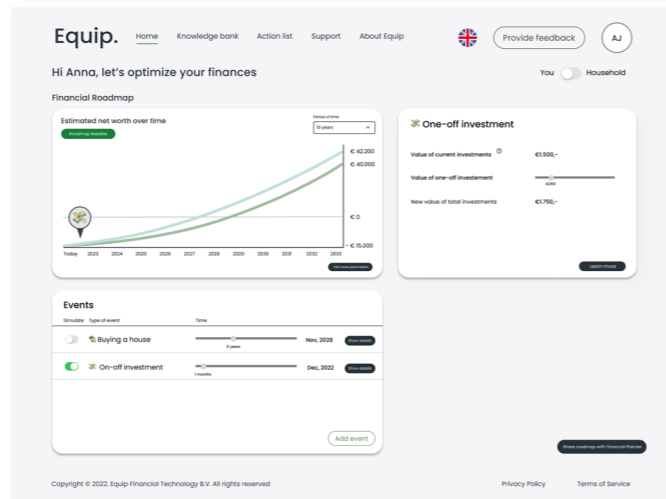 Equip.
Home
Knowledge bank
Action list
Support
About Equip
Provide feedback
AJ
Hi Anna, let's optimize your finances
You
Household
Financial Roadmap
Estimated net worth over time
Roadmap feasible
Period of time
10 years
€ 42,200
€ 40,000
€ 0
- € 15.000
Today 2023 2024 2025 2026 2027 2028 2029 2030 2031 2032 2033
Edit base parameters
One-off investment
Value of current investments ?
€1.500,-
Value of one-off investement
€250
New value of total investments
€1.750,-
Learn more
Events
Simulate Type of event Time
Buying a house
5 years
Nov, 2028
Show details
On-off investment
1 months
Dec, 2022
Show details
Add event
Share roadmap with Financial Planner
Copyright © 2022. Equip Financial Technology B.V. All rights reserved
Privacy Policy
Terms of Service